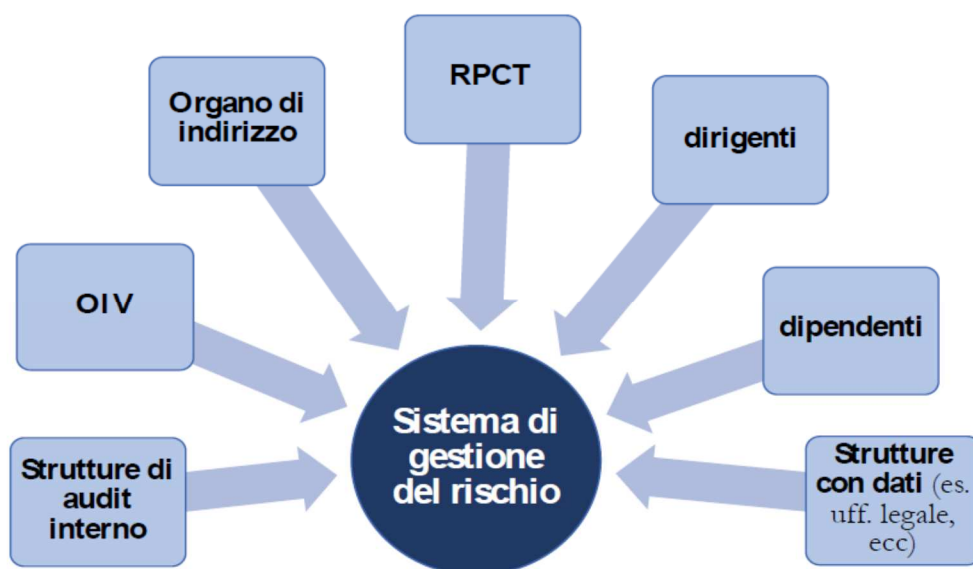 RPCT
Organo di
indirizzo
dirigenti
OIV
dipendenti
Sistema di
gestione
del rischio
Strutture di
audit
interno
Strutture
con dati (es.
uff. legale,
ecc)